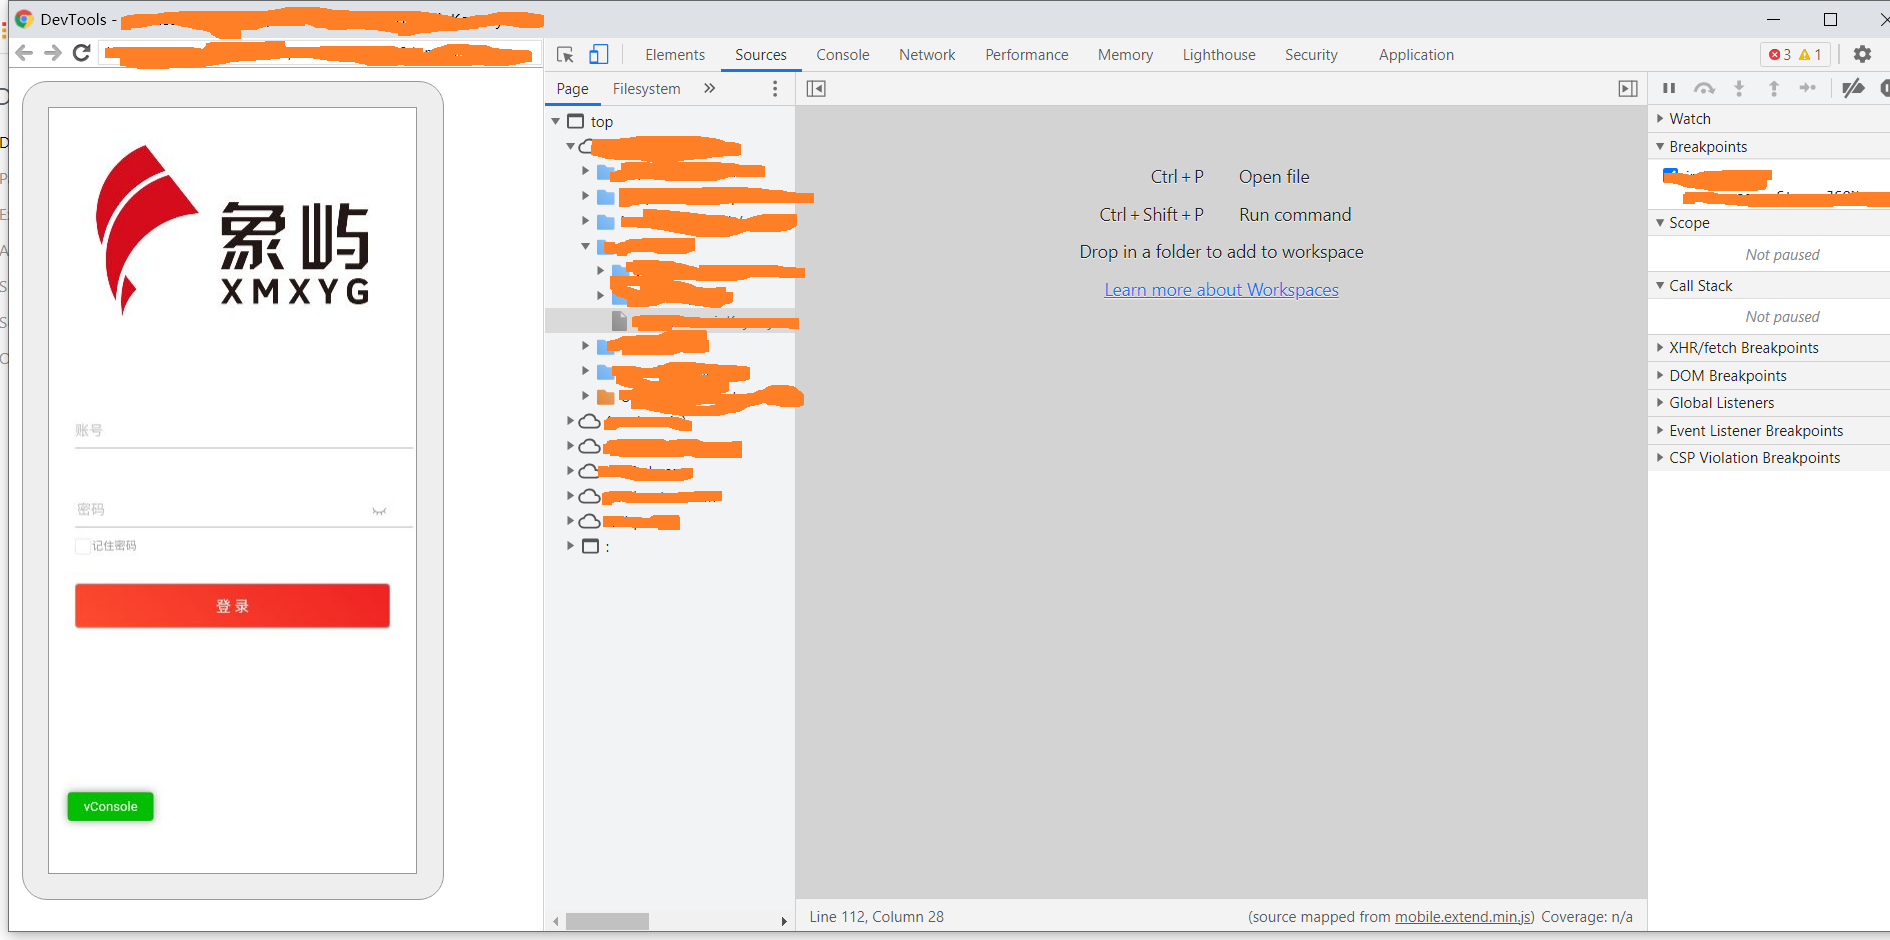 DevTools -
Elements
Sources
Console
Network
Performance
Memory
Lighthouse
Security
Application
3
1
Page
Filesystem
top
:
象屿
XMXYG
账号
密码
记住密码
登 录
vConsole
Ctrl + P Open file
Ctrl + Shift + P Run command
Drop in a folder to add to workspace
Learn more about Workspaces
Line 112, Column 28
(source mapped from mobile.extend.min.js) Coverage: n/a
Watch
Breakpoints
Scope
Not paused
Call Stack
Not paused
XHR/fetch Breakpoints
DOM Breakpoints
Global Listeners
Event Listener Breakpoints
CSP Violation Breakpoints